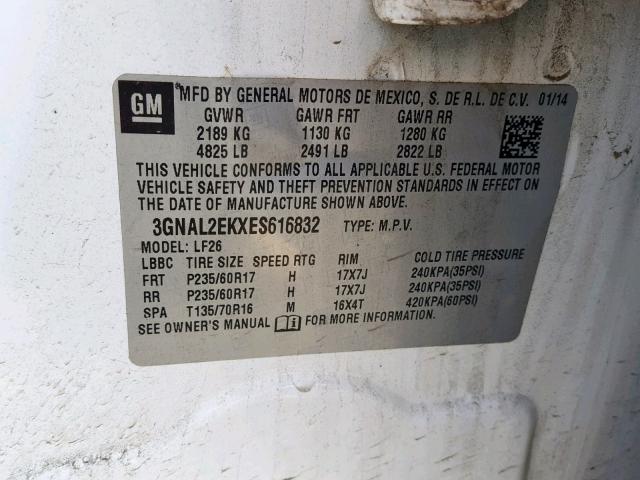 GM
®MFD BY GENERAL MOTORS DE MEXICO, S. DE R.L. DE C.V. 01/14
GVWR GAWR FRT GAWR RR
2189 KG 1130 KG 1280 KG
4825 LB 2491 LB 2822 LB
THIS VEHICLE CONFORMS TO ALL APPLICABLE U.S. FEDERAL MOTOR
VEHICLE SAFETY AND THEFT PREVENTION STANDARDS IN EFFECT ON
THE DATE OF MANUFACTURE SHOWN ABOVE.
3GNAL2EKXES616832 TYPE: M.P.V.
MODEL: LF26
LBBC TIRE SIZE SPEED RTG RIM COLD TIRE PRESSURE
FRT P235/60R17 H 17X7J 240KPA(35PSI)
RR P235/60R17 H 17X7J 240KPA(35PSI)
SPA T135/70R16 M 16X4T 420KPA(60PSI)
SEE OWNER'S MANUAL FOR MORE INFORMATION.